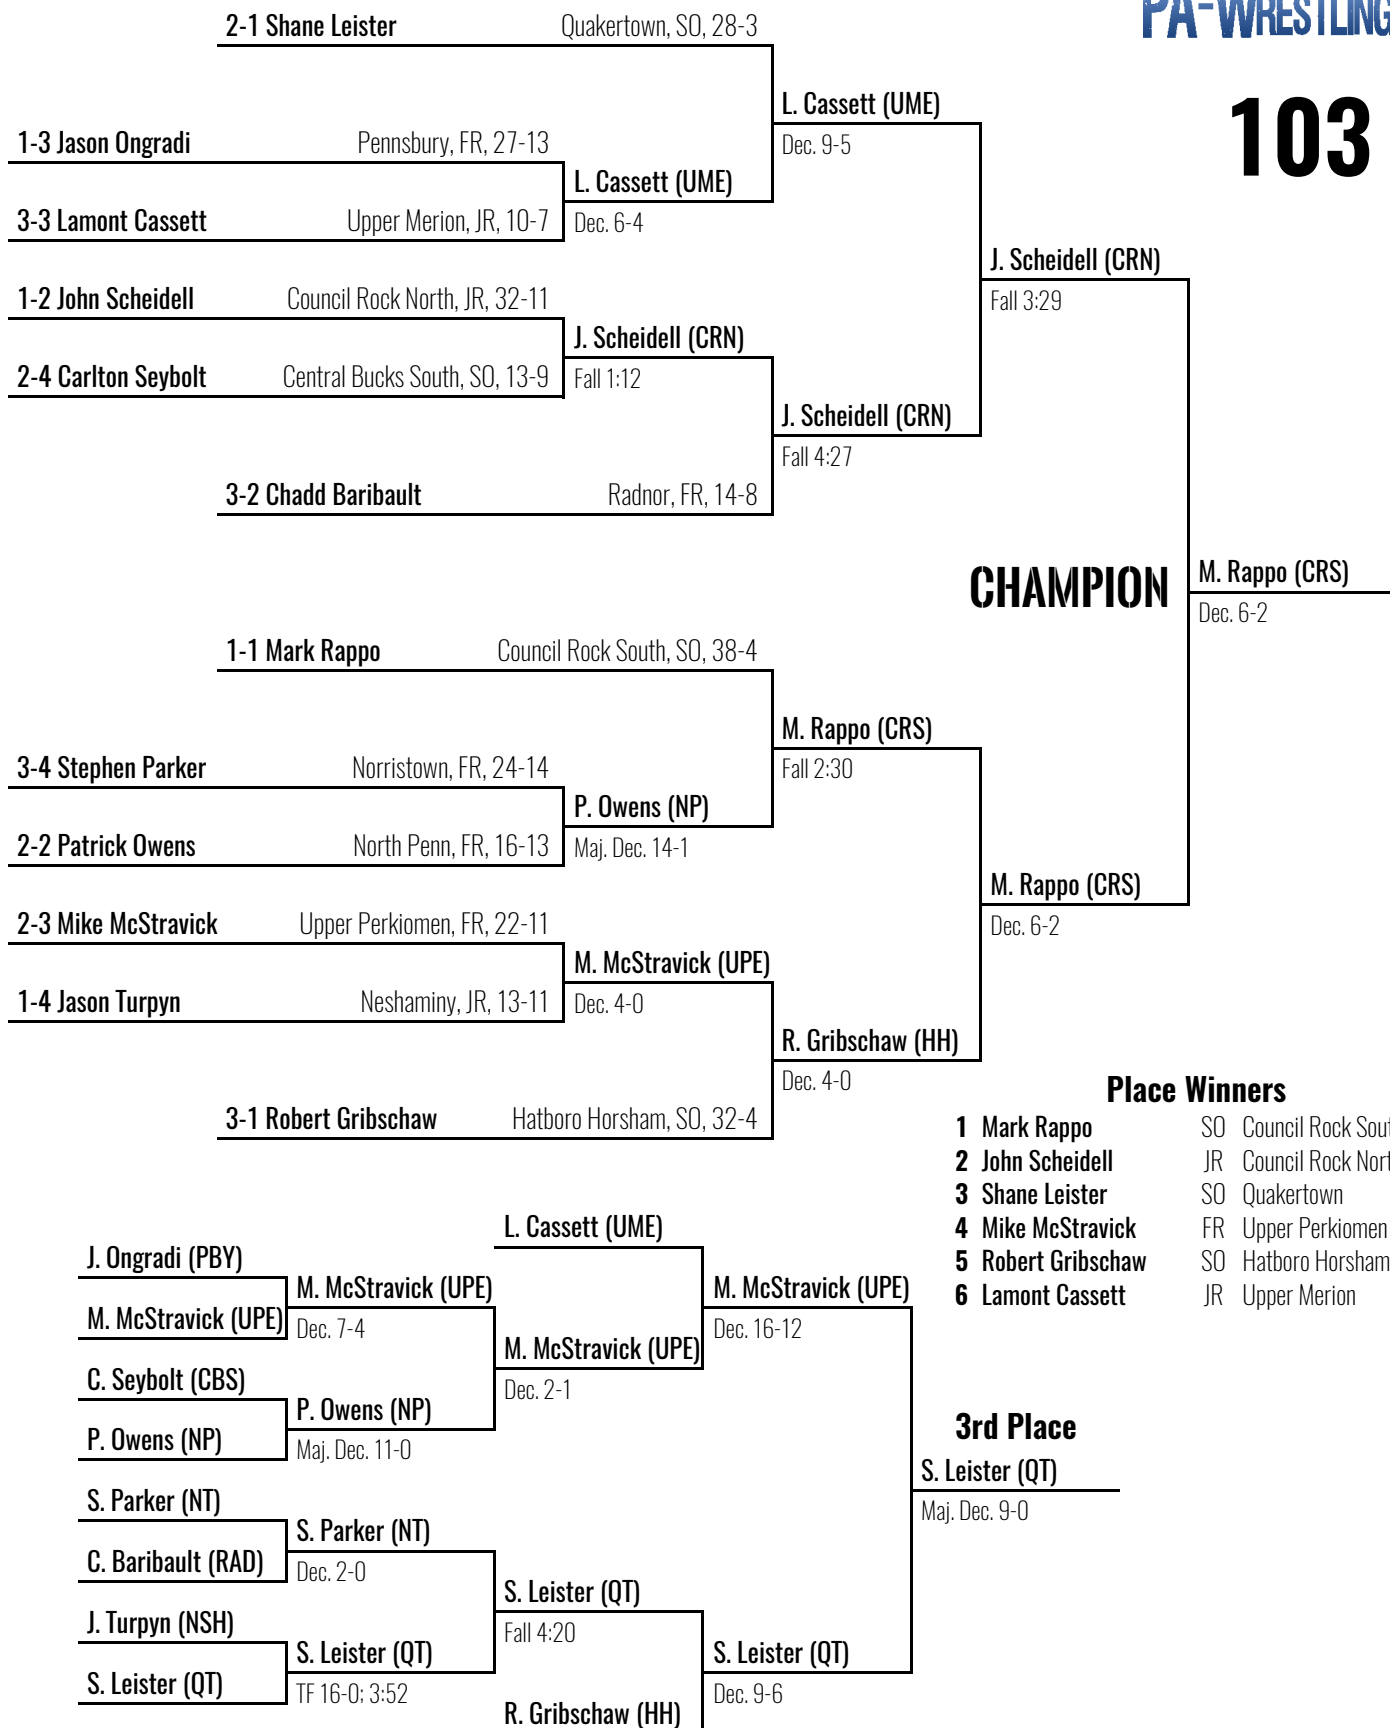 PA-WRESTLING
103
2-1 Shane Leister Quakertown, SO, 28-3
L. Cassett (UME)
Dec. 9-5
1-3 Jason Ongradi Pennsbury, FR, 27-13
L. Cassett (UME)
Dec. 6-4
3-3 Lamont Cassett Upper Merion, JR, 10-7
J. Scheidell (CRN)
Fall 3:29
1-2 John Scheidell Council Rock North, JR, 32-11
J. Scheidell (CRN)
Fall 1:12
2-4 Carlton Seybolt Central Bucks South, SO, 13-9
J. Scheidell (CRN)
Fall 4:27
3-2 Chadd Baribault Radnor, FR, 14-8
CHAMPION
M. Rappo (CRS)
Dec. 6-2
1-1 Mark Rappo Council Rock South, SO, 38-4
M. Rappo (CRS)
Fall 2:30
3-4 Stephen Parker Norristown, FR, 24-14
P. Owens (NP)
Maj. Dec. 14-1
2-2 Patrick Owens North Penn, FR, 16-13
M. Rappo (CRS)
Dec. 6-2
2-3 Mike McStravick Upper Perkiomen, FR, 22-11
M. McStravick (UPE)
Dec. 4-0
1-4 Jason Turpyn Neshaminy, JR, 13-11
R. Gribschaw (HH)
Dec. 4-0
3-1 Robert Gribschaw Hatboro Horsham, SO, 32-4
Place Winners
1 Mark Rappo SO Council Rock Sout
2 John Scheidell JR Council Rock Nort
3 Shane Leister SO Quakertown
4 Mike McStravick FR Upper Perkiomen
5 Robert Gribschaw SO Hatboro Horsham
6 Lamont Cassett JR Upper Merion
L. Cassett (UME)
J. Ongradi (PBY)
M. McStravick (UPE)
Dec. 7-4
M. McStravick (UPE)
M. McStravick (UPE)
Dec. 16-12
M. McStravick (UPE)
Dec. 2-1
C. Seybolt (CBS)
P. Owens (NP)
Maj. Dec. 11-0
P. Owens (NP)
3rd Place
S. Leister (QT)
Maj. Dec. 9-0
S. Parker (NT)
S. Parker (NT)
Dec. 2-0
C. Baribault (RAD)
S. Leister (QT)
Fall 4:20
J. Turpyn (NSH)
S. Leister (QT)
TF 16-0; 3:52
S. Leister (QT)
S. Leister (QT)
Dec. 9-6
R. Gribschaw (HH)